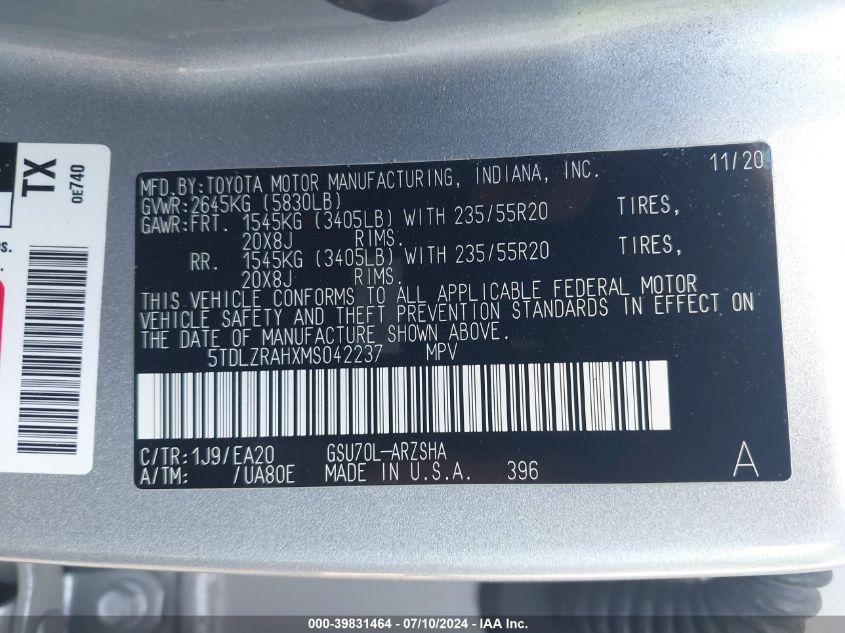 TX
0E740
ns.
MFD.BY:TOYOTA MOTOR MANUFACTURING, INDIANA, INC. 11/20
GVWR:2645KG (5830LB)
GAWR:FRT. 1545KG (3405LB) WITH 235/55R20 TIRES,
20X8J RIMS.
RR. 1545KG (3405LB) WITH 235/55R20 TIRES,
20X8J RIMS.
THIS VEHICLE CONFORMS TO ALL APPLICABLE FEDERAL MOTOR
VEHICLE SAFETY AND THEFT PREVENTION STANDARDS IN EFFECT ON
THE DATE OF MANUFACTURE SHOWN ABOVE.
5TDLZRAHXMS042237 MPV
C/TR:1J9/EA20 GSU70L-ARZSHA
A/TM: /UA80E MADE IN U.S.A. 396 A
000-39831464 / 07/10/2024 - IAA Inc.